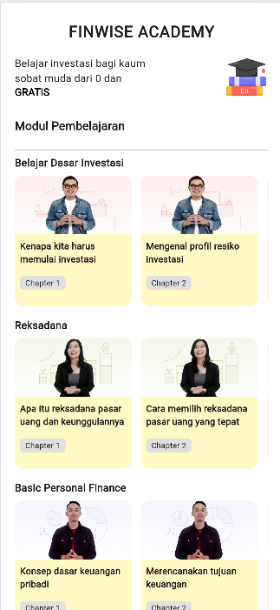 FINWISE ACADEMY
Belajar investasi bagi kaum
sobat muda dari 0 dan
GRATIS
Modul Pembelajaran
Belajar Dasar Investasi
Kenapa kita harus
memulai investasi
Chapter 1
Mengenal profil resiko
investasi
Chapter 2
Reksadana
Apa itu reksadana pasar
uang dan keunggulannya
Chapter 1
Cara memilih reksadana
pasar uang yang tepat
Chapter 2
Basic Personal Finance
Konsep dasar keuangan
pribadi
Chapter 1
Merencanakan tujuan
keuangan
Chapter 2